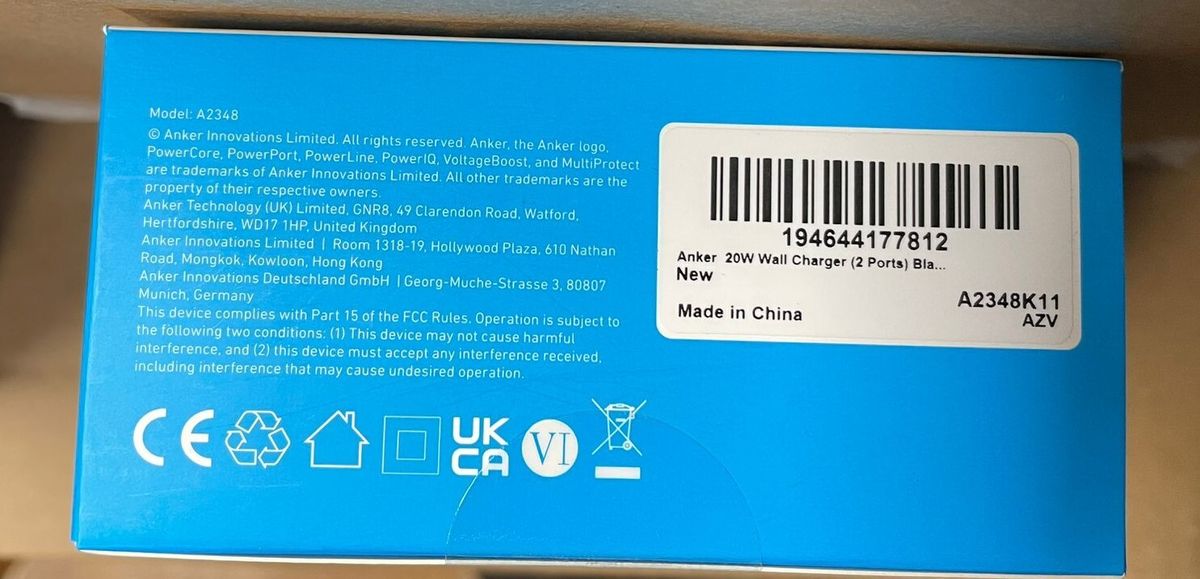 Model: A2348
© Anker Innovations Limited. All rights reserved. Anker, the Anker logo,
PowerCore, PowerPort, PowerLine, PowerIQ, VoltageBoost, and MultiProtect
are trademarks of Anker Innovations Limited. All other trademarks are the
property of their respective owners.
Anker Technology (UK) Limited, GNR8, 49 Clarendon Road, Watford,
Hertfordshire, WD17 1HP, United Kingdom
Anker Innovations Limited | Room 1318-19, Hollywood Plaza, 610 Nathan
Road, Mongkok, Kowloon, Hong Kong
Anker Innovations Deutschland GmbH | Georg-Muche-Strasse 3, 80807
Munich, Germany
This device complies with Part 15 of the FCC Rules. Operation is subject to
the following two conditions: (1) This device may not cause harmful
interference, and (2) this device must accept any interference received,
including interference that may cause undesired operation.
CE
UK
CA
VI
194644177812
Anker 20W Wall Charger (2 Ports) Bla...
New
A2348K11
Made in China
AZV